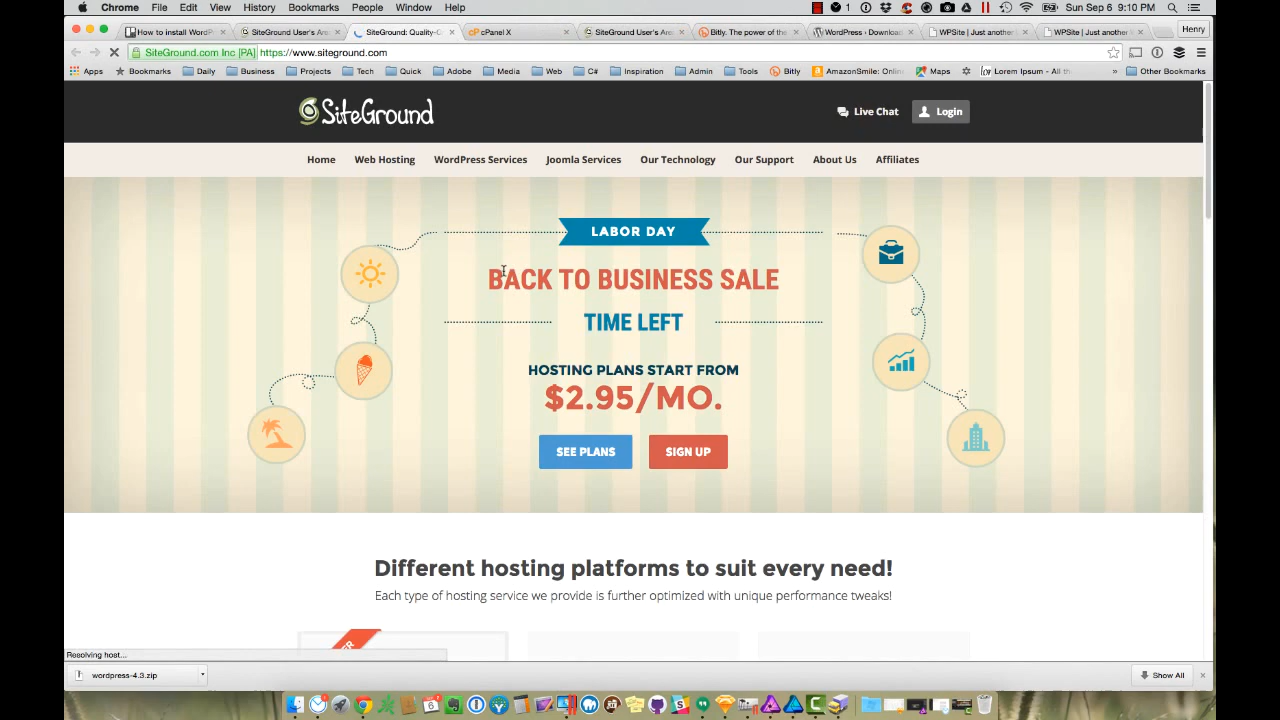 Chrome File Edit View History Bookmarks People Window Help 1 Sun Sep 6 9:10 PM
How to install WordP SiteGround User's Are SiteGround: Quality-C cPanel X SiteGround User's Are Bitly. The power of the WordPress › Download WPSite | Just another WPSite | Just another Henry
SiteGround.com Inc [PA] https://www.siteground.com
Apps Bookmarks Daily Business Projects Tech Quick Adobe Media Web C# Inspiration Admin Tools Bitly AmazonSmile: Onlin Maps Lorem Ipsum - All th » Other Bookmarks
SiteGround Live Chat Login
Home Web Hosting WordPress Services Joomla Services Our Technology Our Support About Us Affiliates
LABOR DAY
BACK TO BUSINESS SALE
TIME LEFT
HOSTING PLANS START FROM
$2.95/MO.
SEE PLANS SIGN UP
Different hosting platforms to suit every need!
Each type of hosting service we provide is further optimized with unique performance tweaks!
Resolving host...
wordpress-4.3.zip Show All